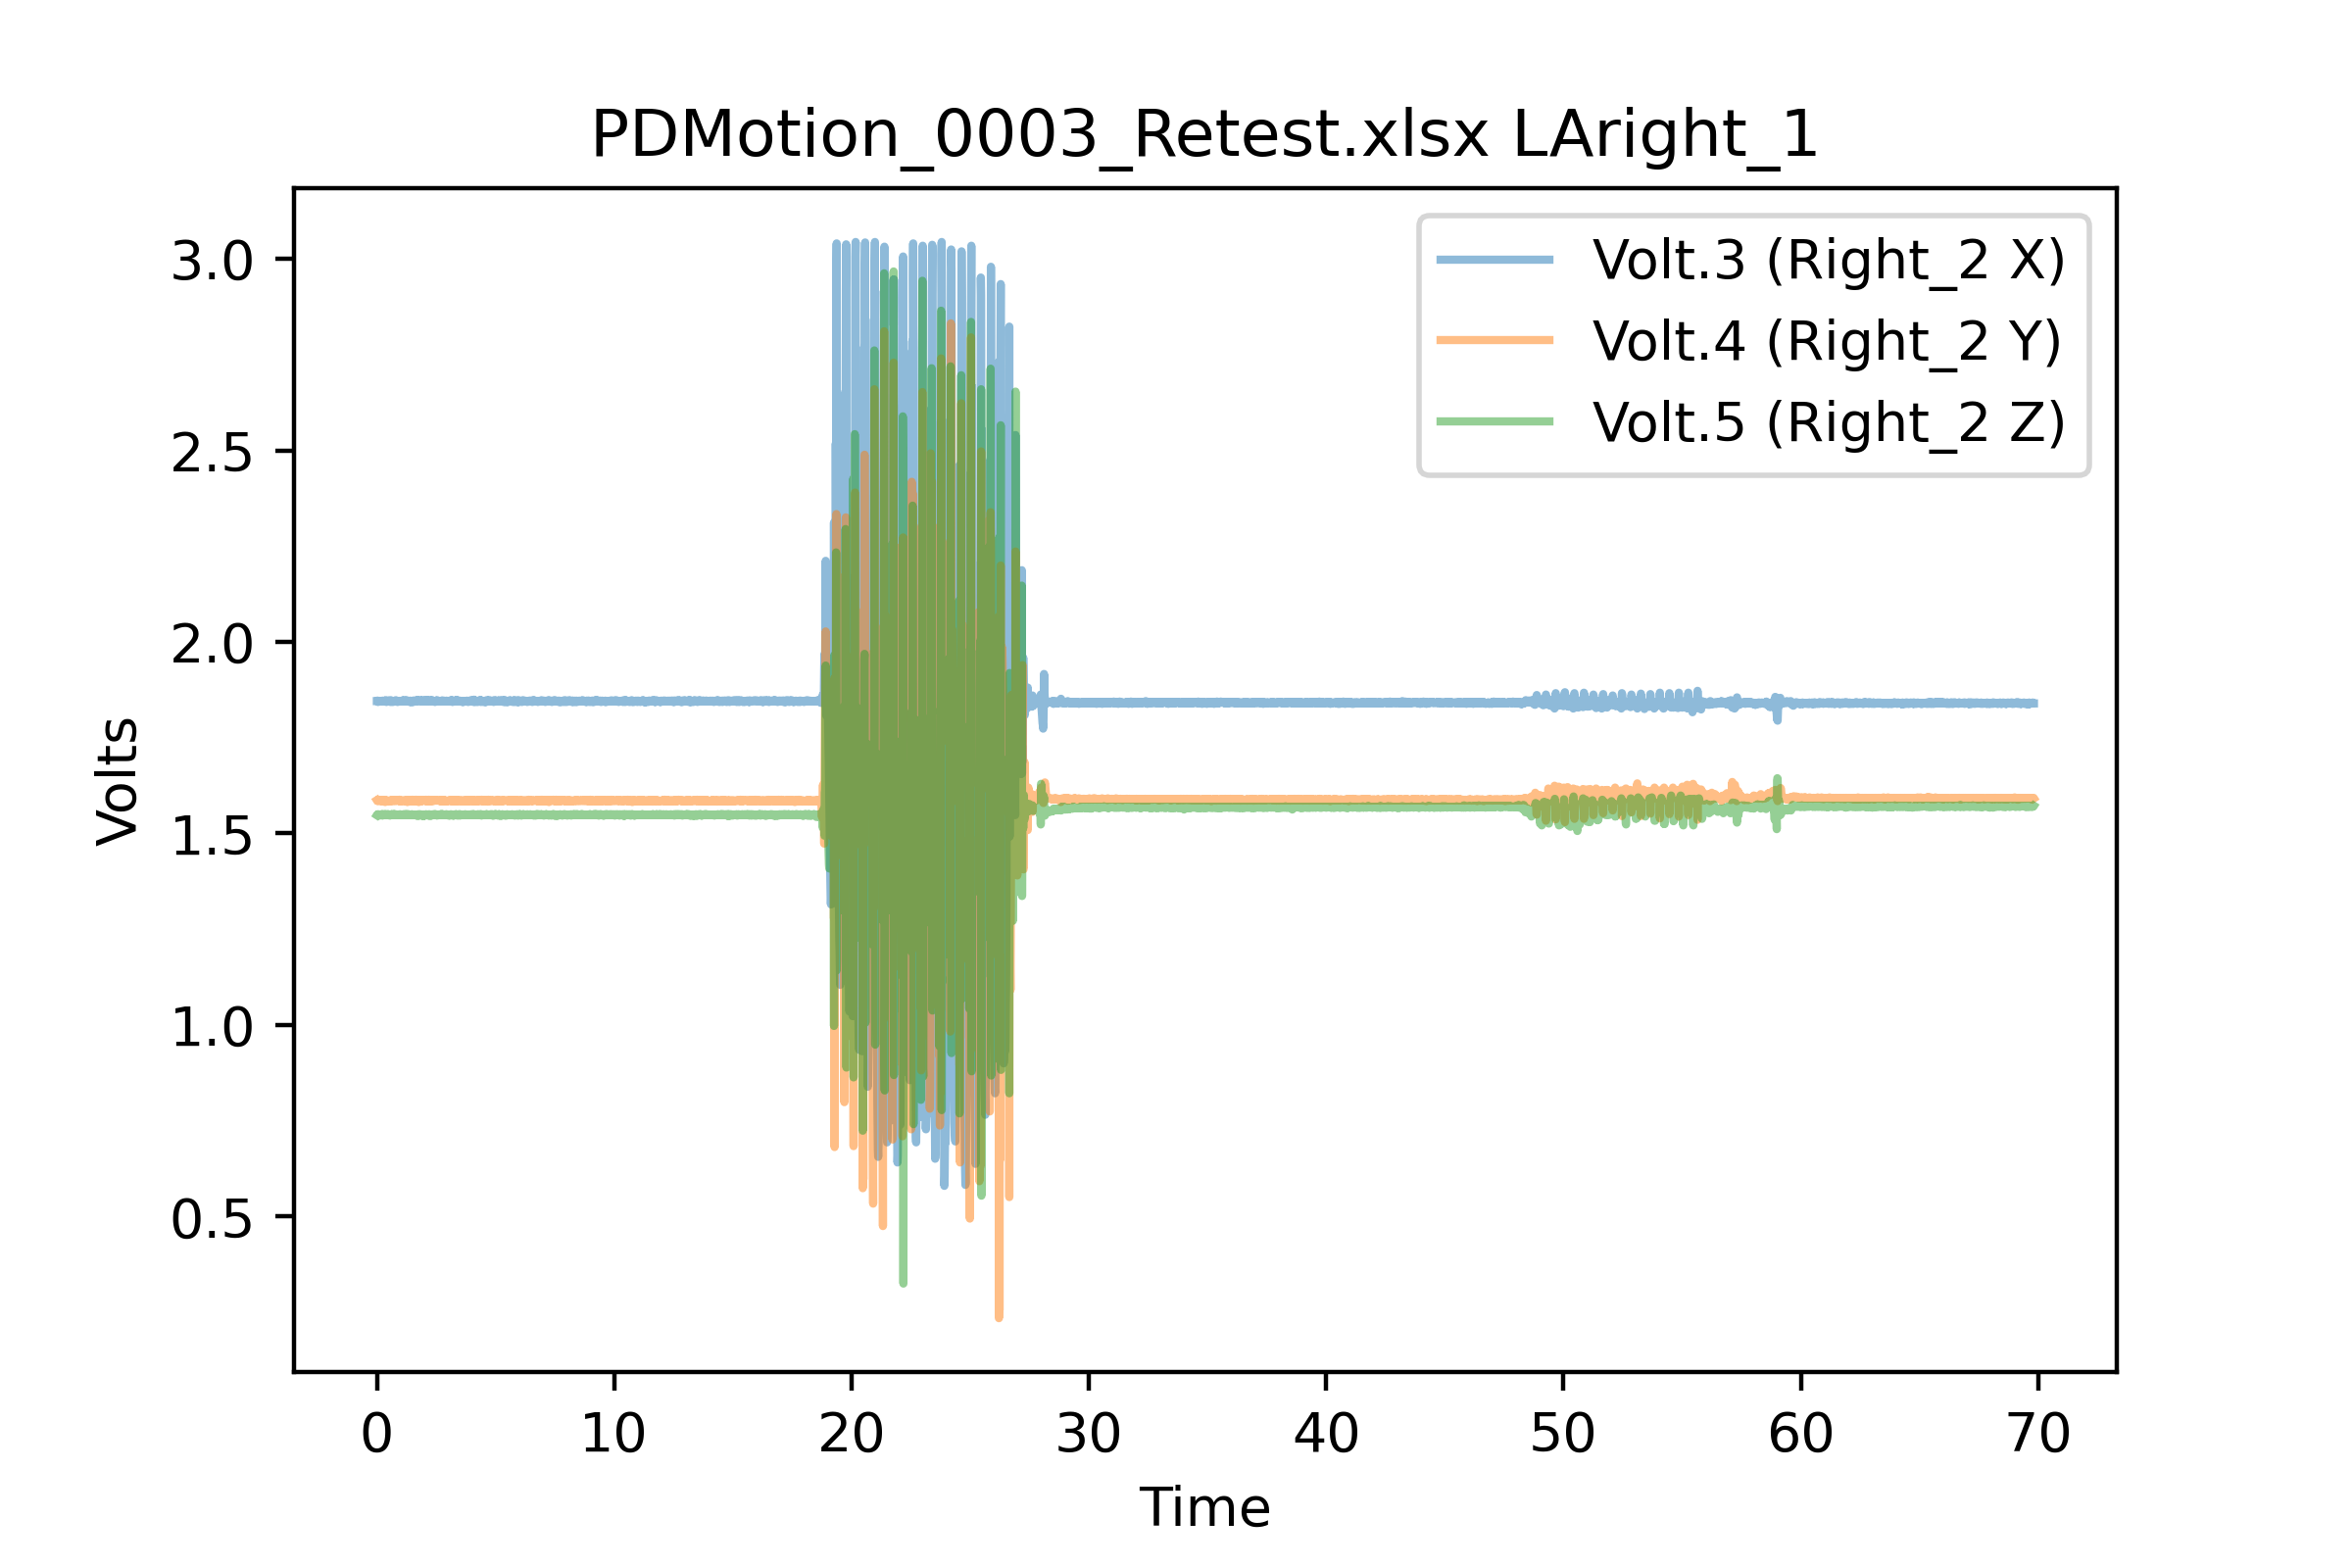 PDMotion_0003_Retest.xlsx LAright_1
Volt.3 (Right_2 X)
Volt.4 (Right_2 Y)
Volt.5 (Right_2 Z)
3.0
2.5
2.0
1.5
1.0
0.5
Volts
0 10 20 30 40 50 60 70
Time